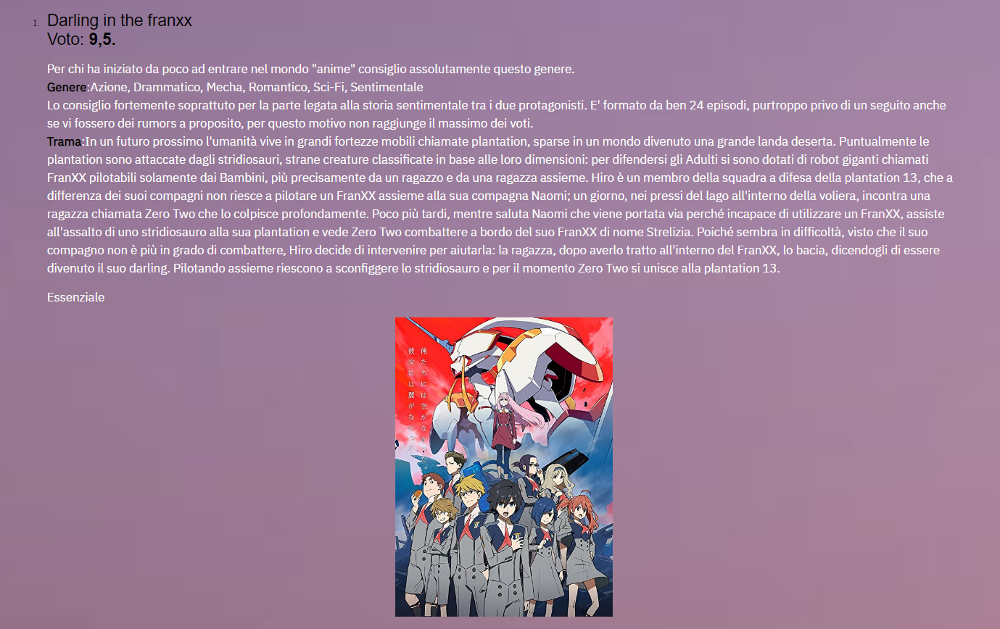 1. Darling in the franxx
Voto: 9,5.
Per chi ha iniziato da poco ad entrare nel mondo "anime" consiglio assolutamente questo genere.
Genere:Azione, Drammatico, Mecha, Romantico, Sci-Fi, Sentimentale
Lo consiglio fortemente soprattuto per la parte legata alla storia sentimentale tra i due protagonisti. E' formato da ben 24 episodi, purtroppo privo di un seguito anche
se vi fossero dei rumors a proposito, per questo motivo non raggiunge il massimo dei voti.
Trama:In un futuro prossimo l'umanità vive in grandi fortezze mobili chiamate plantation, sparse in un mondo divenuto una grande landa deserta. Puntualmente le
plantation sono attaccate dagli stridiosauri, strane creature classificate in base alle loro dimensioni: per difendersi gli Adulti si sono dotati di robot giganti chiamati
FranXX pilotabili solamente dai Bambini, più precisamente da un ragazzo e da una ragazza assieme. Hiro è un membro della squadra a difesa della plantation 13, che a
differenza dei suoi compagni non riesce a pilotare un FranXX assieme alla sua compagna Naomi; un giorno, nei pressi del lago all'interno della voliera, incontra una
ragazza chiamata Zero Two che lo colpisce profondamente. Poco più tardi, mentre saluta Naomi che viene portata via perché incapace di utilizzare un FranXX, assiste
all'assalto di uno stridiosauro alla sua plantation e vede Zero Two combattere a bordo del suo FranXX di nome Strelizia. Poiché sembra in difficoltà, visto che il suo
compagno non è più in grado di combattere, Hiro decide di intervenire per aiutarla: la ragazza, dopo averlo tratto all'interno del FranXX, lo bacia, dicendogli di essere
divenuto il suo darling. Pilotando assieme riescono a sconfiggere lo stridiosauro e per il momento Zero Two si unisce alla plantation 13.
Essenziale
俺たちには空がなかった。
彼女には翼がなかった